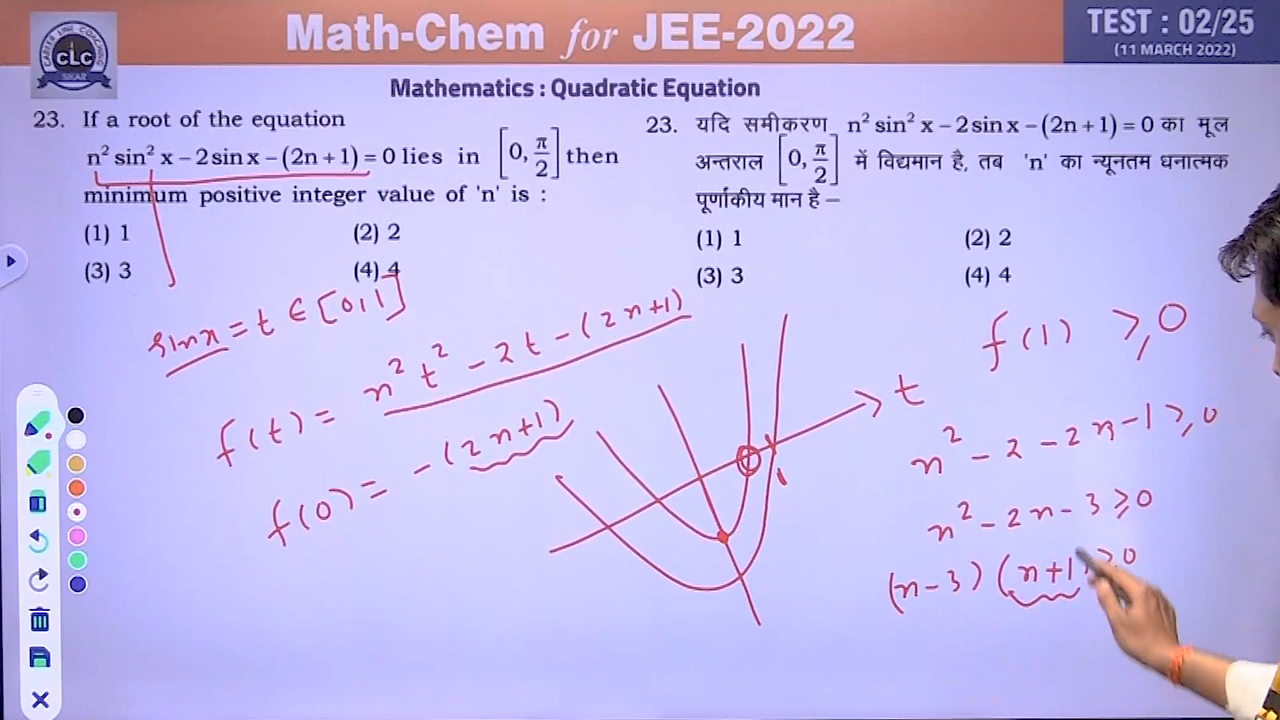 Math-Chem for JEE-2022
TEST : 02/25
(11 MARCH 2022)
CAREER LINE COACHING
CLC
SIKAR
Mathematics : Quadratic Equation
23. If a root of the equation
n² sin² x − 2 sin x − (2n + 1) = 0 lies in [0, π/2] then
minimum positive integer value of 'n' is :
(1) 1 (2) 2
(3) 3 (4) 4
23. यदि समीकरण n² sin² x − 2 sin x − (2n + 1) = 0 का मूल
अन्तराल [0, π/2] में विद्यमान है, तब 'n' का न्यूनतम धनात्मक
पूर्णाकीय मान है −
(1) 1 (2) 2
(3) 3 (4) 4
sin x = t ∈ [0,1]
f(t) = n² t² − 2t − (2n+1)
f(0) = −(2n+1)
t
1
f(1) ≥ 0
n² − 2 − 2n − 1 ≥ 0
n² − 2n − 3 ≥ 0
(n−3) (n+1) ≥ 0